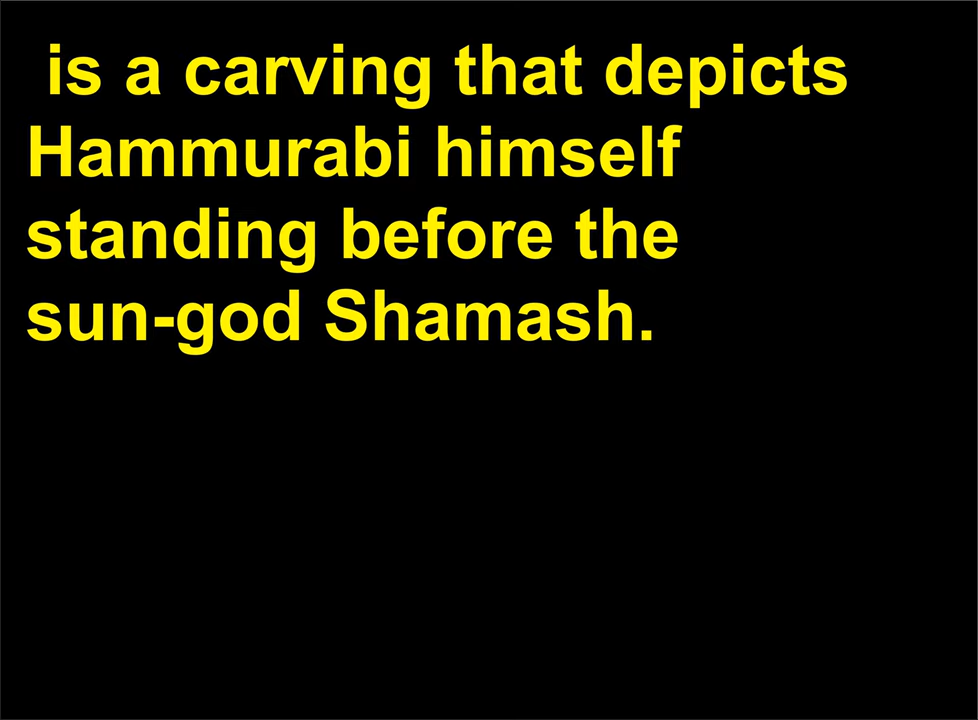 is a carving that depicts
Hammurabi himself
standing before the
sun-god Shamash.